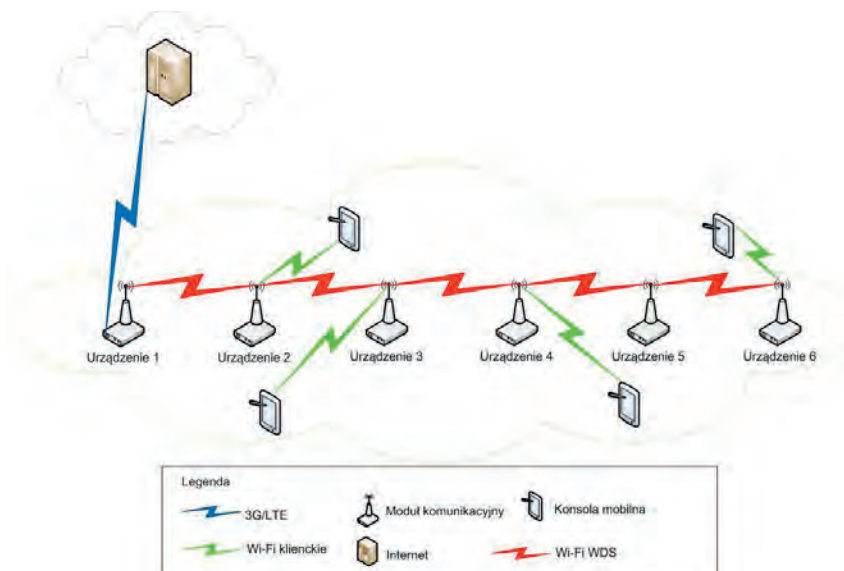 Urządzenie 1 Urządzenie 2 Urządzenie 3 Urządzenie 4 Urządzenie 5 Urządzenie 6
Legenda
3G/LTE Moduł komunikacyjny Konsola mobilna
Wi-Fi klienckie Internet Wi-Fi WDS